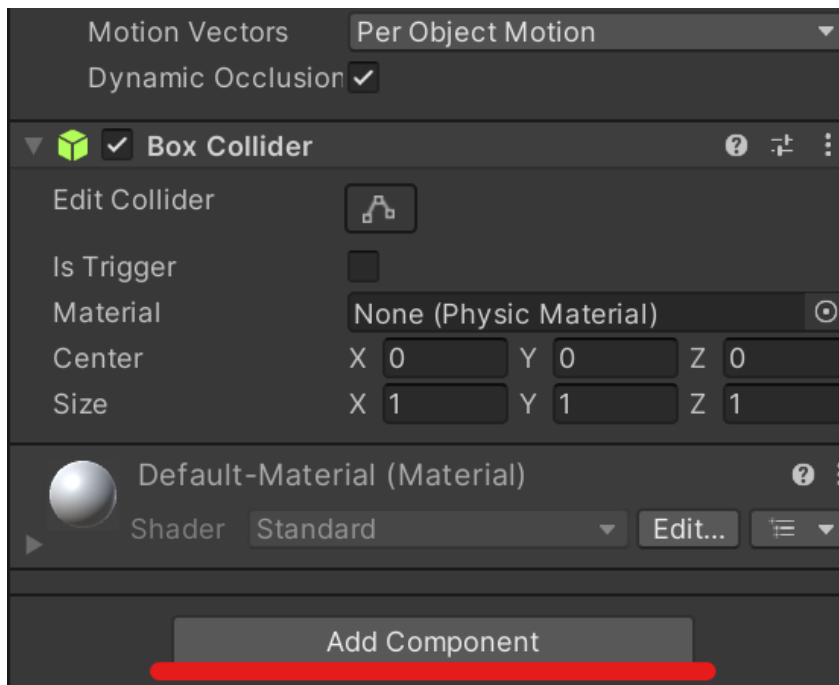 Motion Vectors Per Object Motion
Dynamic Occlusion
Box Collider
Edit Collider
Is Trigger
Material None (Physic Material)
Center X 0 Y 0 Z 0
Size X 1 Y 1 Z 1
Default-Material (Material)
Shader Standard Edit...
Add Component